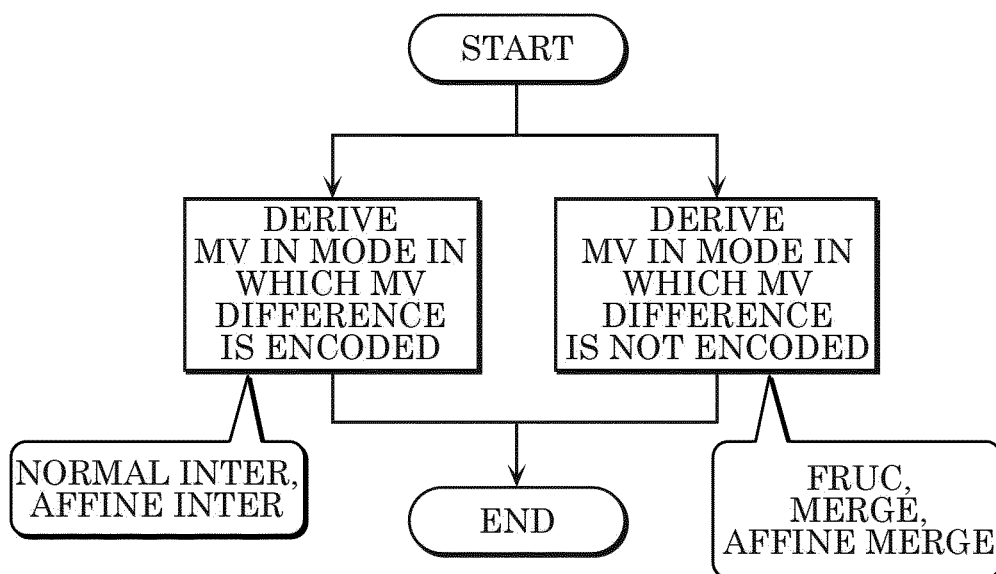 START
DERIVE
MV IN MODE IN
WHICH MV
DIFFERENCE
IS ENCODED
DERIVE
MV IN MODE IN
WHICH MV
DIFFERENCE
IS NOT ENCODED
NORMAL INTER,
AFFINE INTER
FRUC,
MERGE,
AFFINE MERGE
END